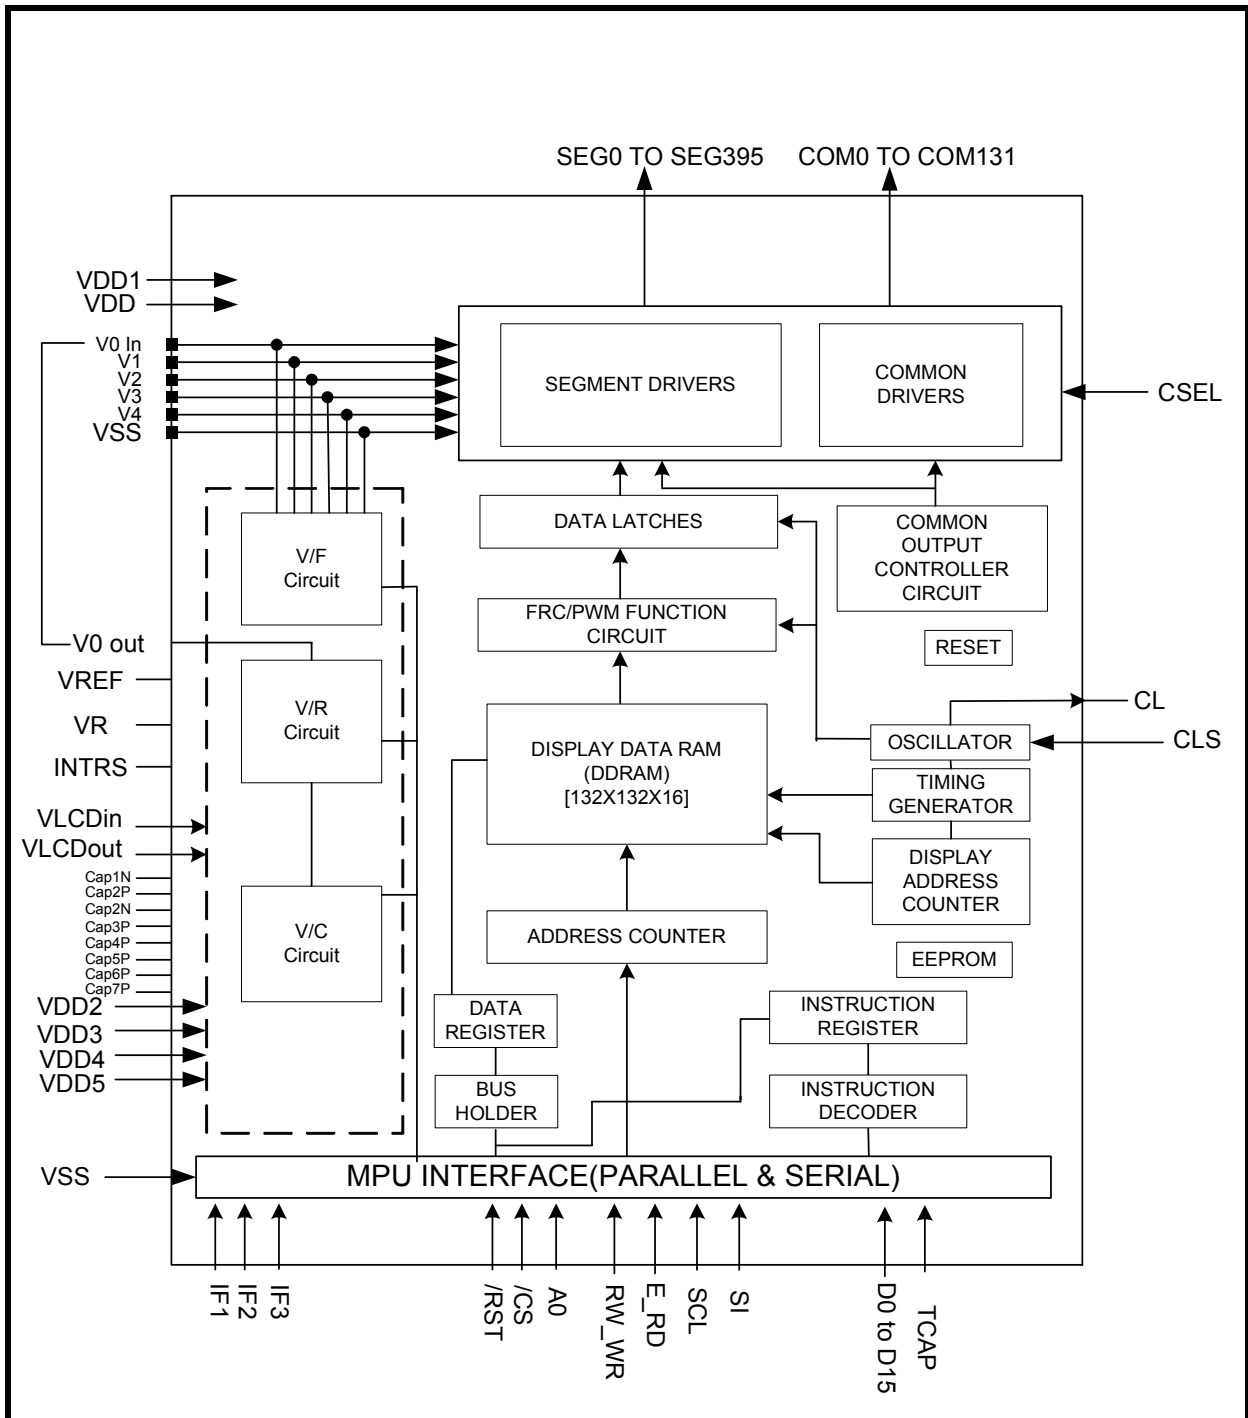 SEG0 TO SEG395
COM0 TO COM131
VDD1
VDD
V0 In
V1
V2
V3
V4
VSS
SEGMENT DRIVERS
COMMON
DRIVERS
CSEL
DATA LATCHES
COMMON
OUTPUT
CONTROLLER
CIRCUIT
V/F
Circuit
FRC/PWM FUNCTION
CIRCUIT
RESET
V0 out
VREF
VR
INTRS
V/R
Circuit
DISPLAY DATA RAM
(DDRAM)
[132X132X16]
CL
OSCILLATOR
CLS
TIMING
GENERATOR
DISPLAY
ADDRESS
COUNTER
VLCDin
VLCDout
Cap1N
Cap2P
Cap2N
Cap3P
Cap4P
Cap5P
Cap6P
Cap7P
V/C
Circuit
ADDRESS COUNTER
EEPROM
VDD2
VDD3
VDD4
VDD5
DATA
REGISTER
INSTRUCTION
REGISTER
BUS
HOLDER
INSTRUCTION
DECODER
VSS
MPU INTERFACE(PARALLEL & SERIAL)
IF1
IF2
IF3
/RST
/CS
A0
RW_WR
E_RD
SCL
SI
D0 to D15
TCAP